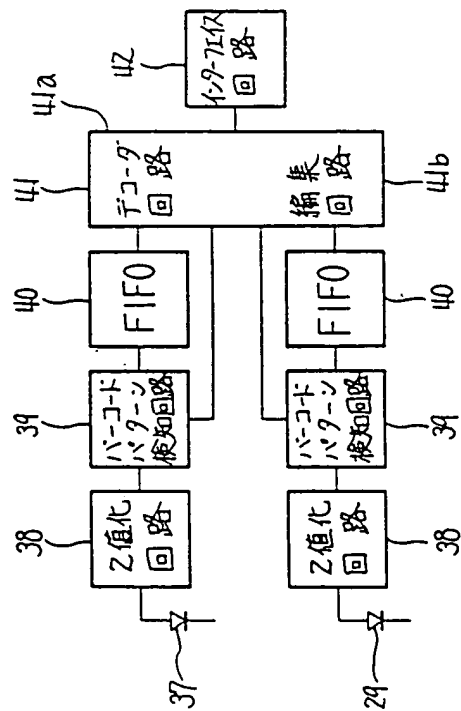 37
38
2値化
回路
39
バーコード
パターン
検知回路
40
FIFO
41
41a
デコーダ
回路
42
インターフェイス
回路
29
38
2値化
回路
39
バーコード
パターン
検知回路
40
FIFO
41b
編集
回路